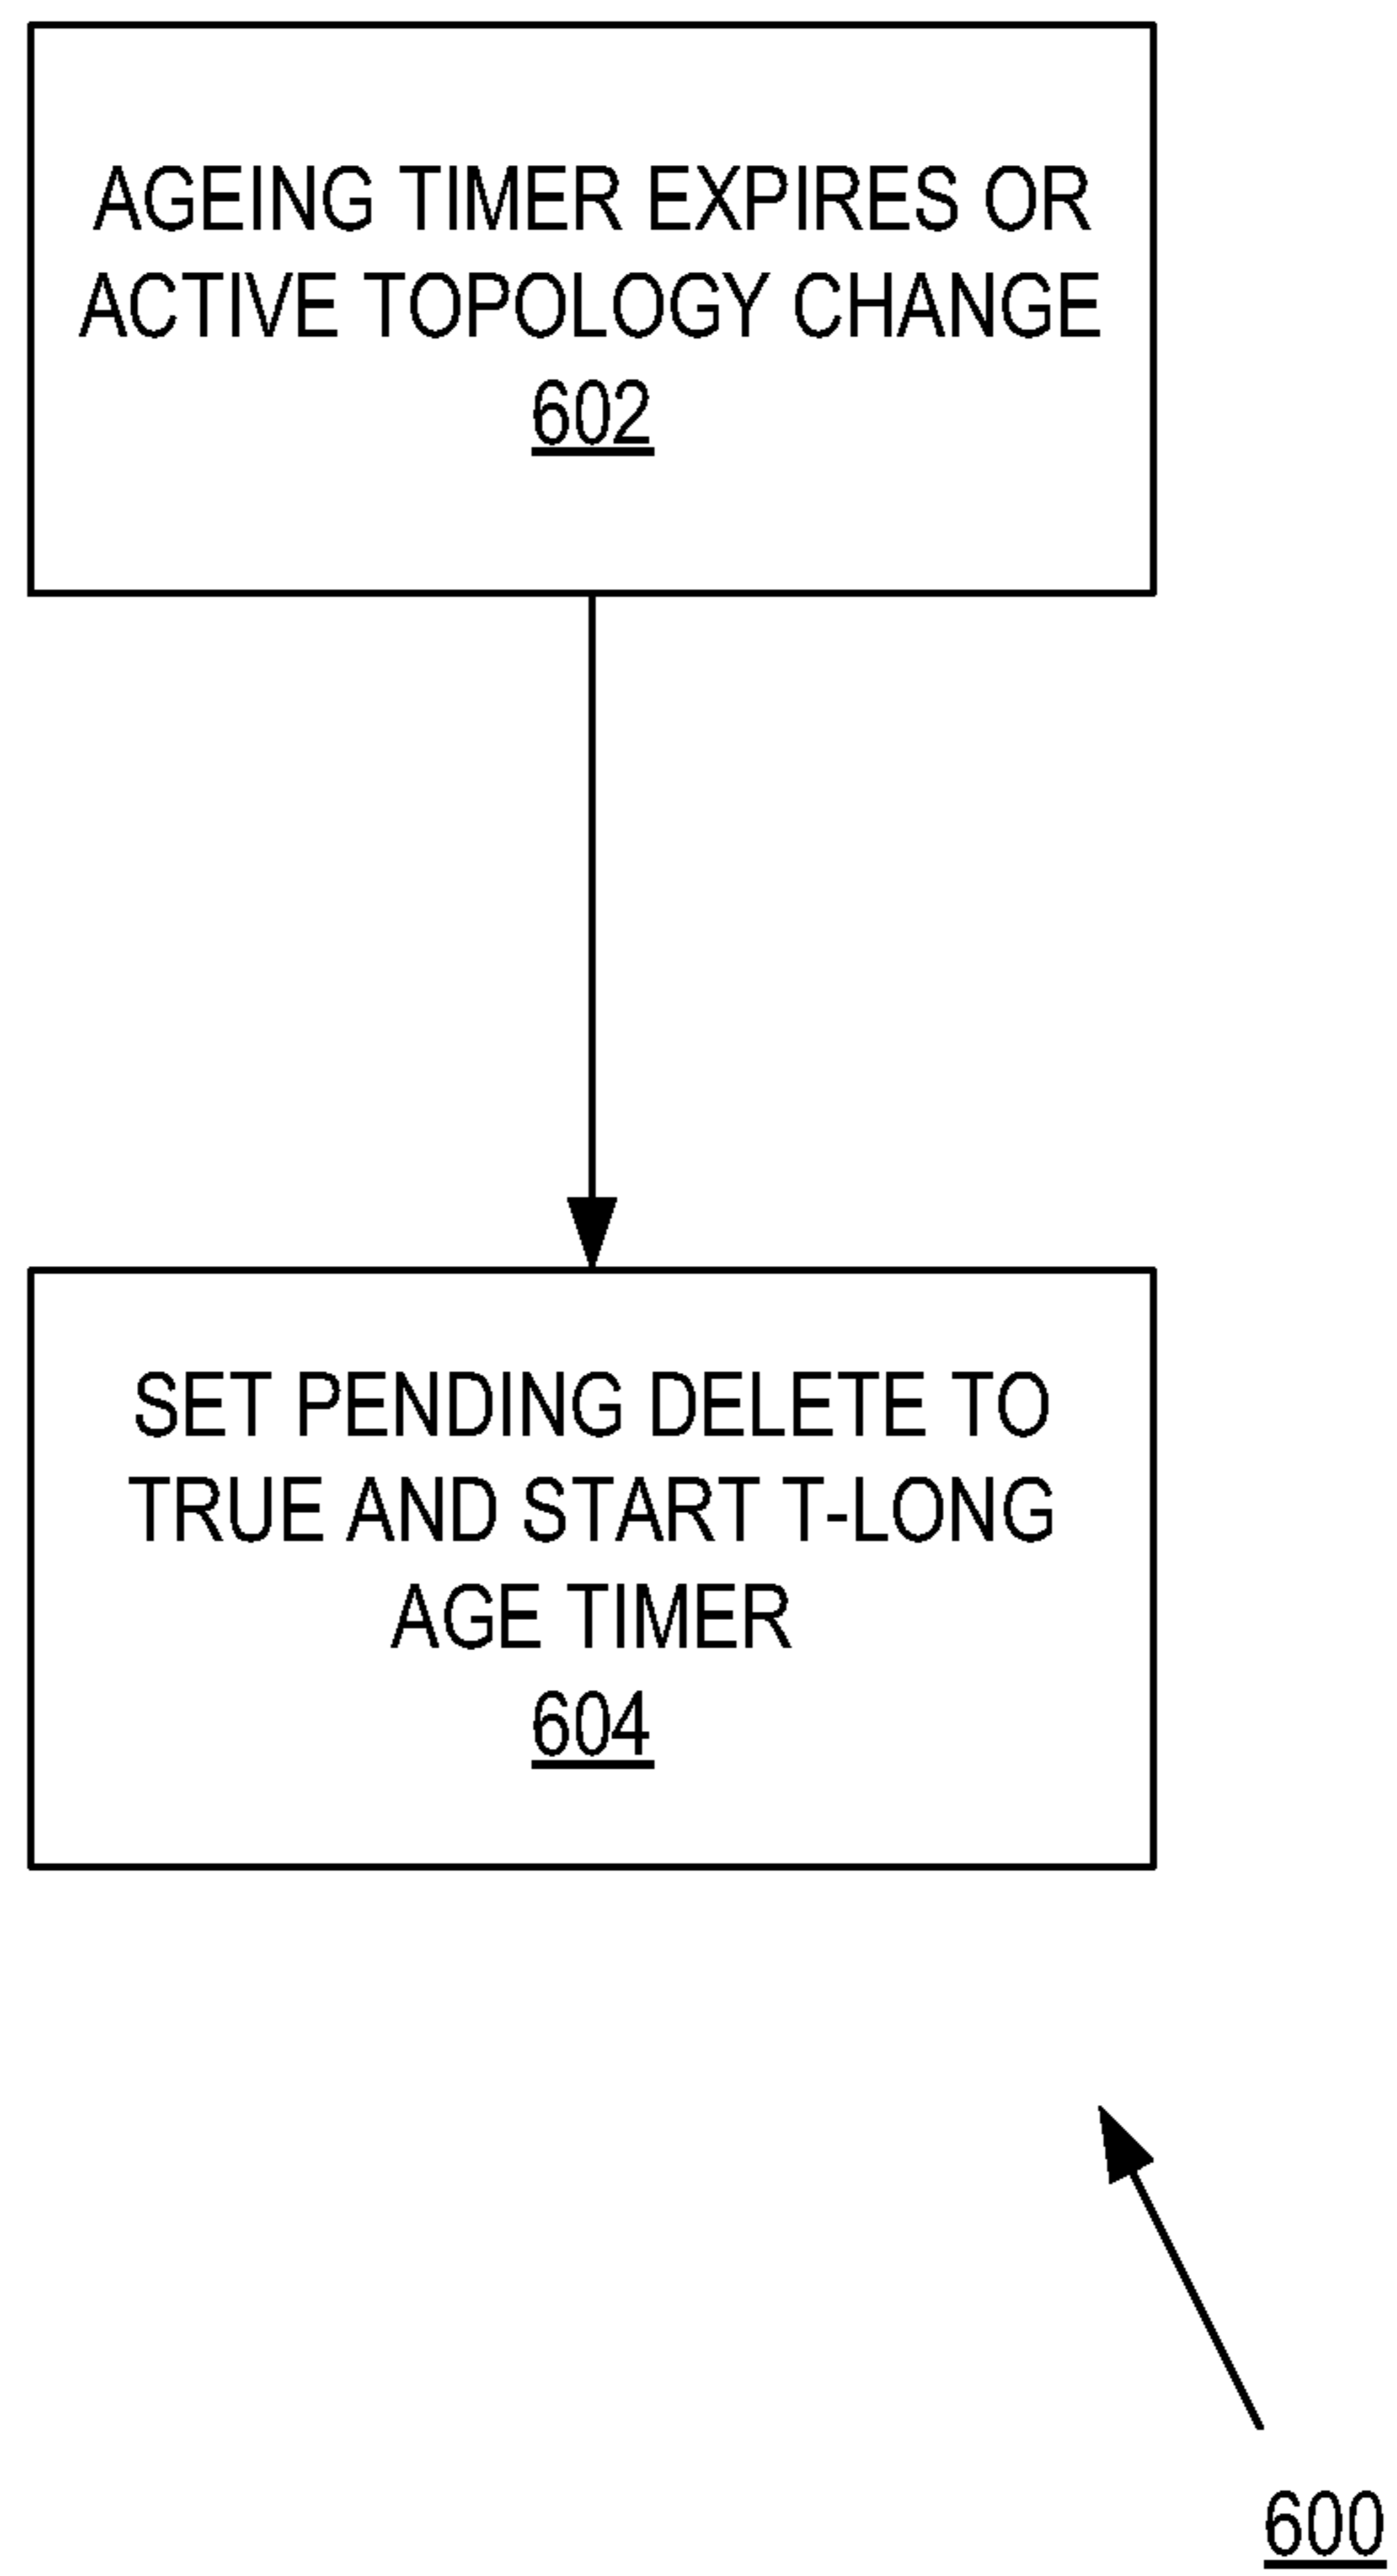 AGEING TIMER EXPIRES OR
ACTIVE TOPOLOGY CHANGE
602
SET PENDING DELETE TO
TRUE AND START T-LONG
AGE TIMER
604
600